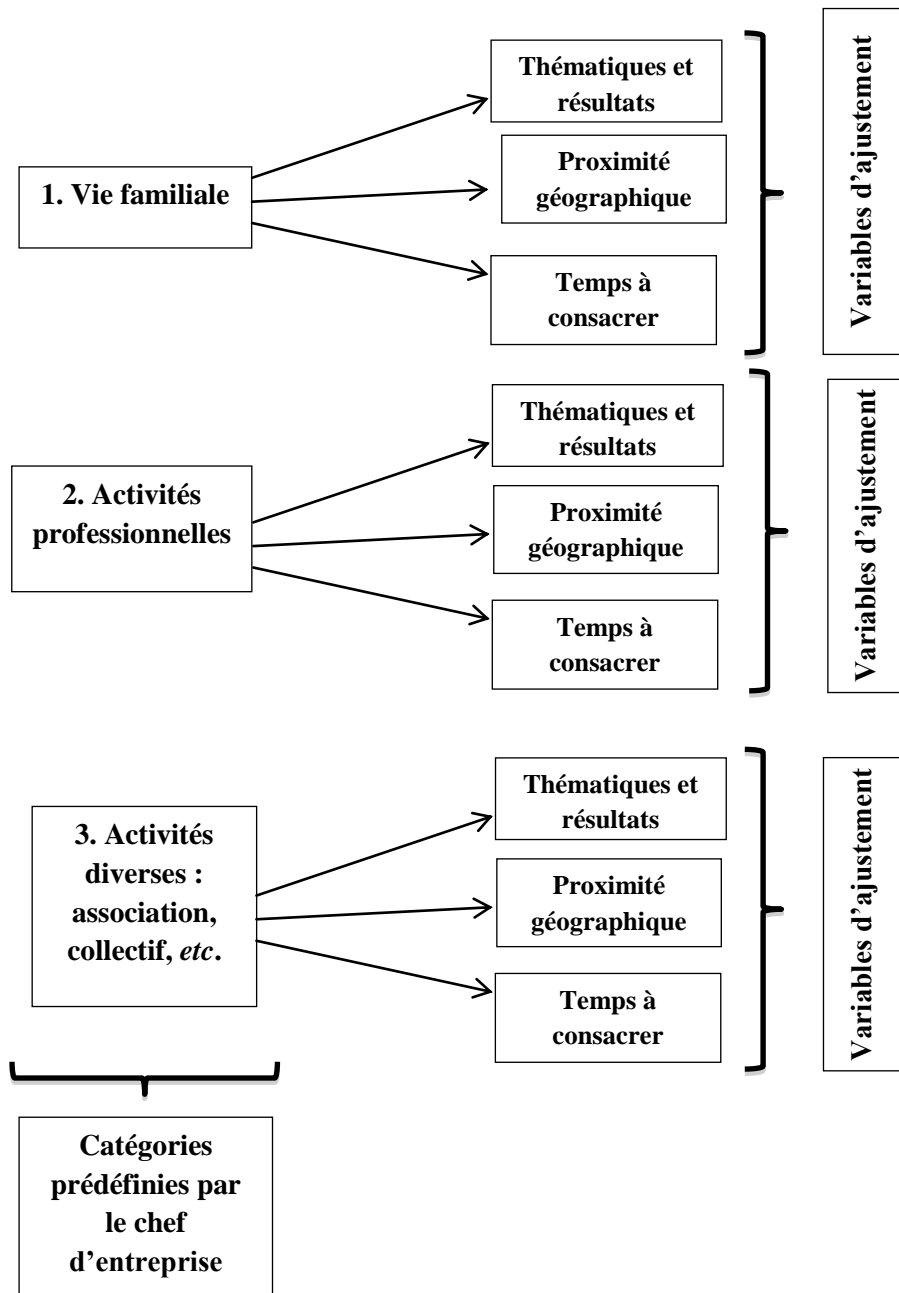 Thématiques et
résultats
1. Vie familiale
Proximité
géographique
Temps à
consacrer
Variables d’ajustement
Thématiques et
résultats
2. Activités
professionnelles
Proximité
géographique
Temps à
consacrer
Variables d’ajustement
Thématiques et
résultats
3. Activités
diverses :
association,
collectif, etc.
Proximité
géographique
Temps à
consacrer
Variables d’ajustement
Catégories
prédéfinies par
le chef
d’entreprise